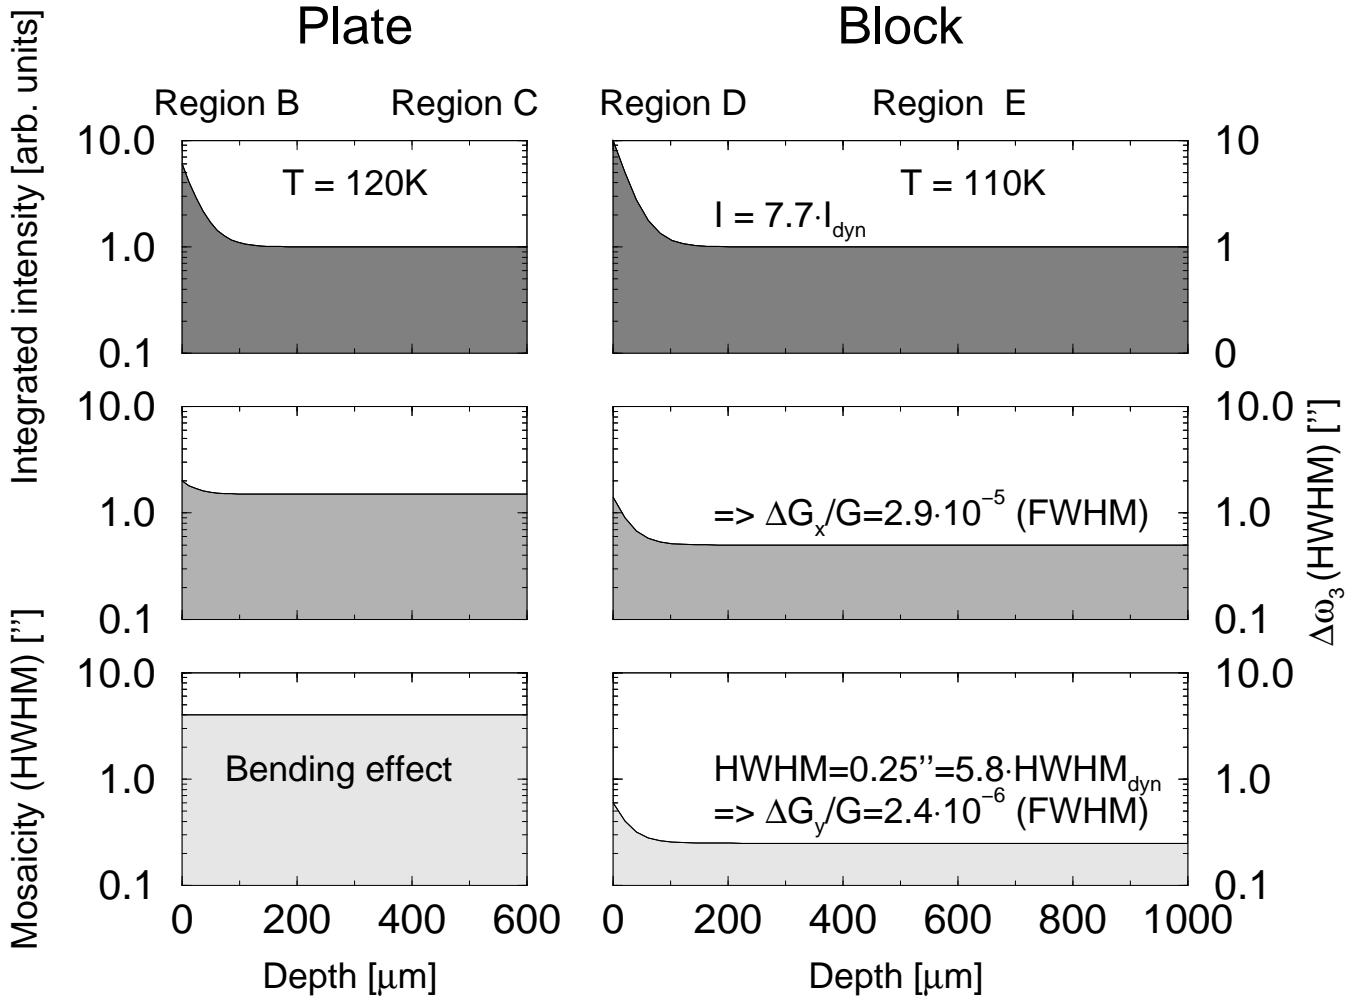 Plate
Block
Region B
Region C
Region D
Region  E
Integrated intensity [arb. units]
10.0
1.0
0.1
T = 120K
T = 110K
I = 7.7·I_dyn
10
1
0
10.0
1.0
0.1
=> ΔG_x/G=2.9·10^−5 (FWHM)
10.0
1.0
0.1
Δω_3 (HWHM) [”]
Mosaicity (HWHM) [”]
10.0
1.0
0.1
Bending effect
HWHM=0.25”=5.8·HWHM_dyn
=> ΔG_y/G=2.4·10^−6 (FWHM)
10.0
1.0
0.1
0 200 400 600
0 200 400 600 800 1000
Depth [μm]
Depth [μm]